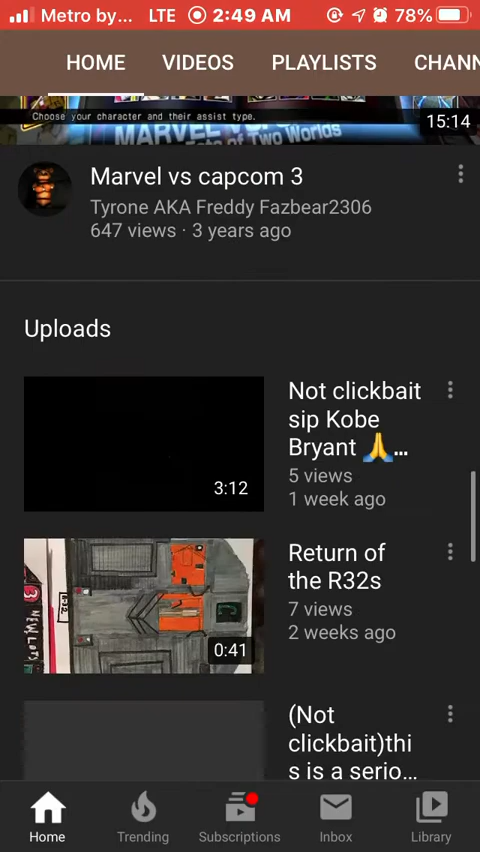 Metro by... LTE 2:49 AM 78%
HOME VIDEOS PLAYLISTS CHANN
Choose your character and their assist type.
MARVEL VS
Fate of Two Worlds
15:14
Marvel vs capcom 3
Tyrone AKA Freddy Fazbear2306
647 views · 3 years ago
Uploads
3:12
Not clickbait
sip Kobe
Bryant 🙏...
5 views
1 week ago
0:41
Return of
the R32s
7 views
2 weeks ago
(Not
clickbait)thi
s is a serio...
Home Trending Subscriptions Inbox Library